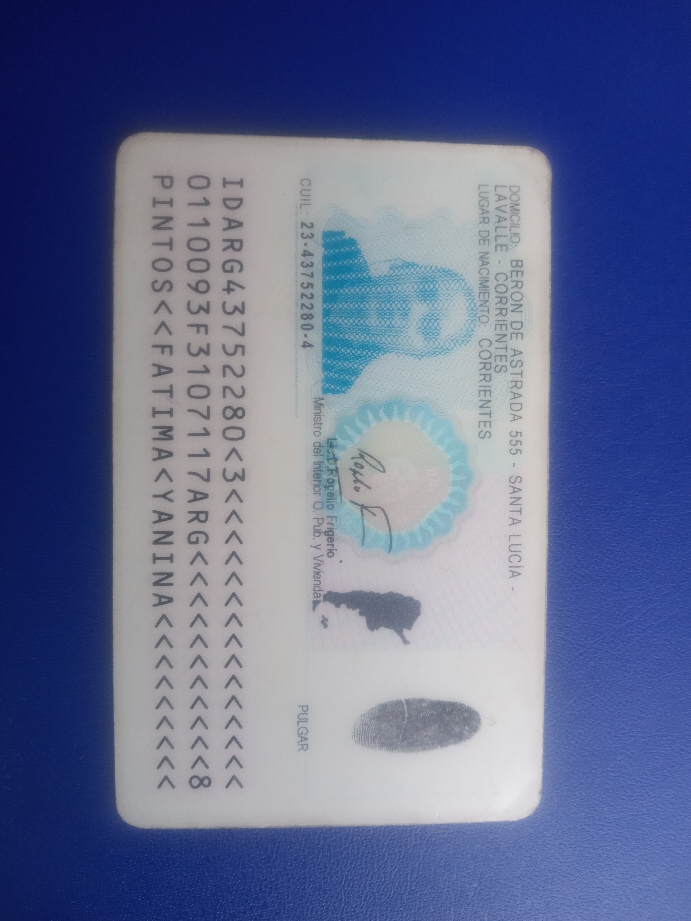 DOMICILIO: BERON DE ASTRADA 555 - SANTA LUCÍA -
LAVALLE - CORRIENTES
LUGAR DE NACIMIENTO: CORRIENTES
CUIL: 23-43752280-4
Rogelio Frigerio
Ministro del Interior O. Pub. y Vivienda
PULGAR
IDARG43752280<3<<<<<<<<<<<<<<<
0110093F3107117ARG<<<<<<<<<<<8
PINTOS<<FATIMA<YANINA<<<<<<<<<